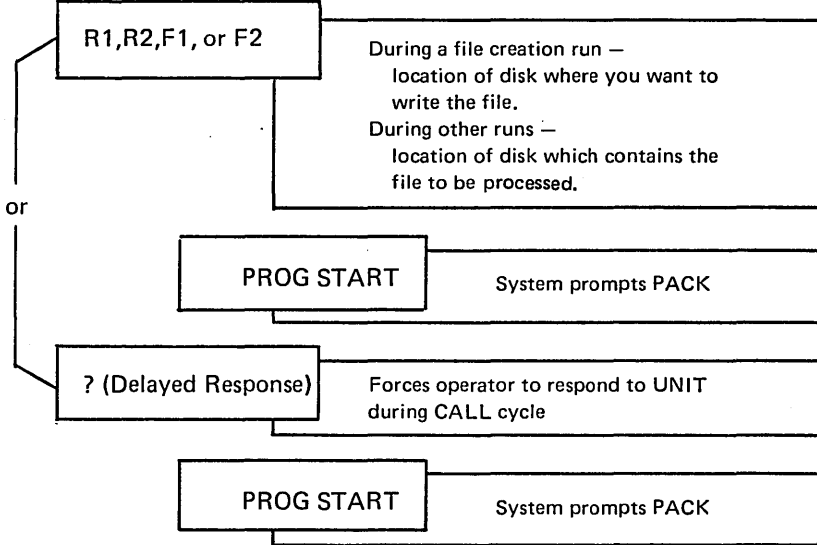 R1,R2,F1, or F2
During a file creation run —
location of disk where you want to
write the file.
During other runs —
location of disk which contains the
file to be processed.
or
PROG START
System prompts PACK
? (Delayed Response)
Forces operator to respond to UNIT
during CALL cycle
PROG START
System prompts PACK